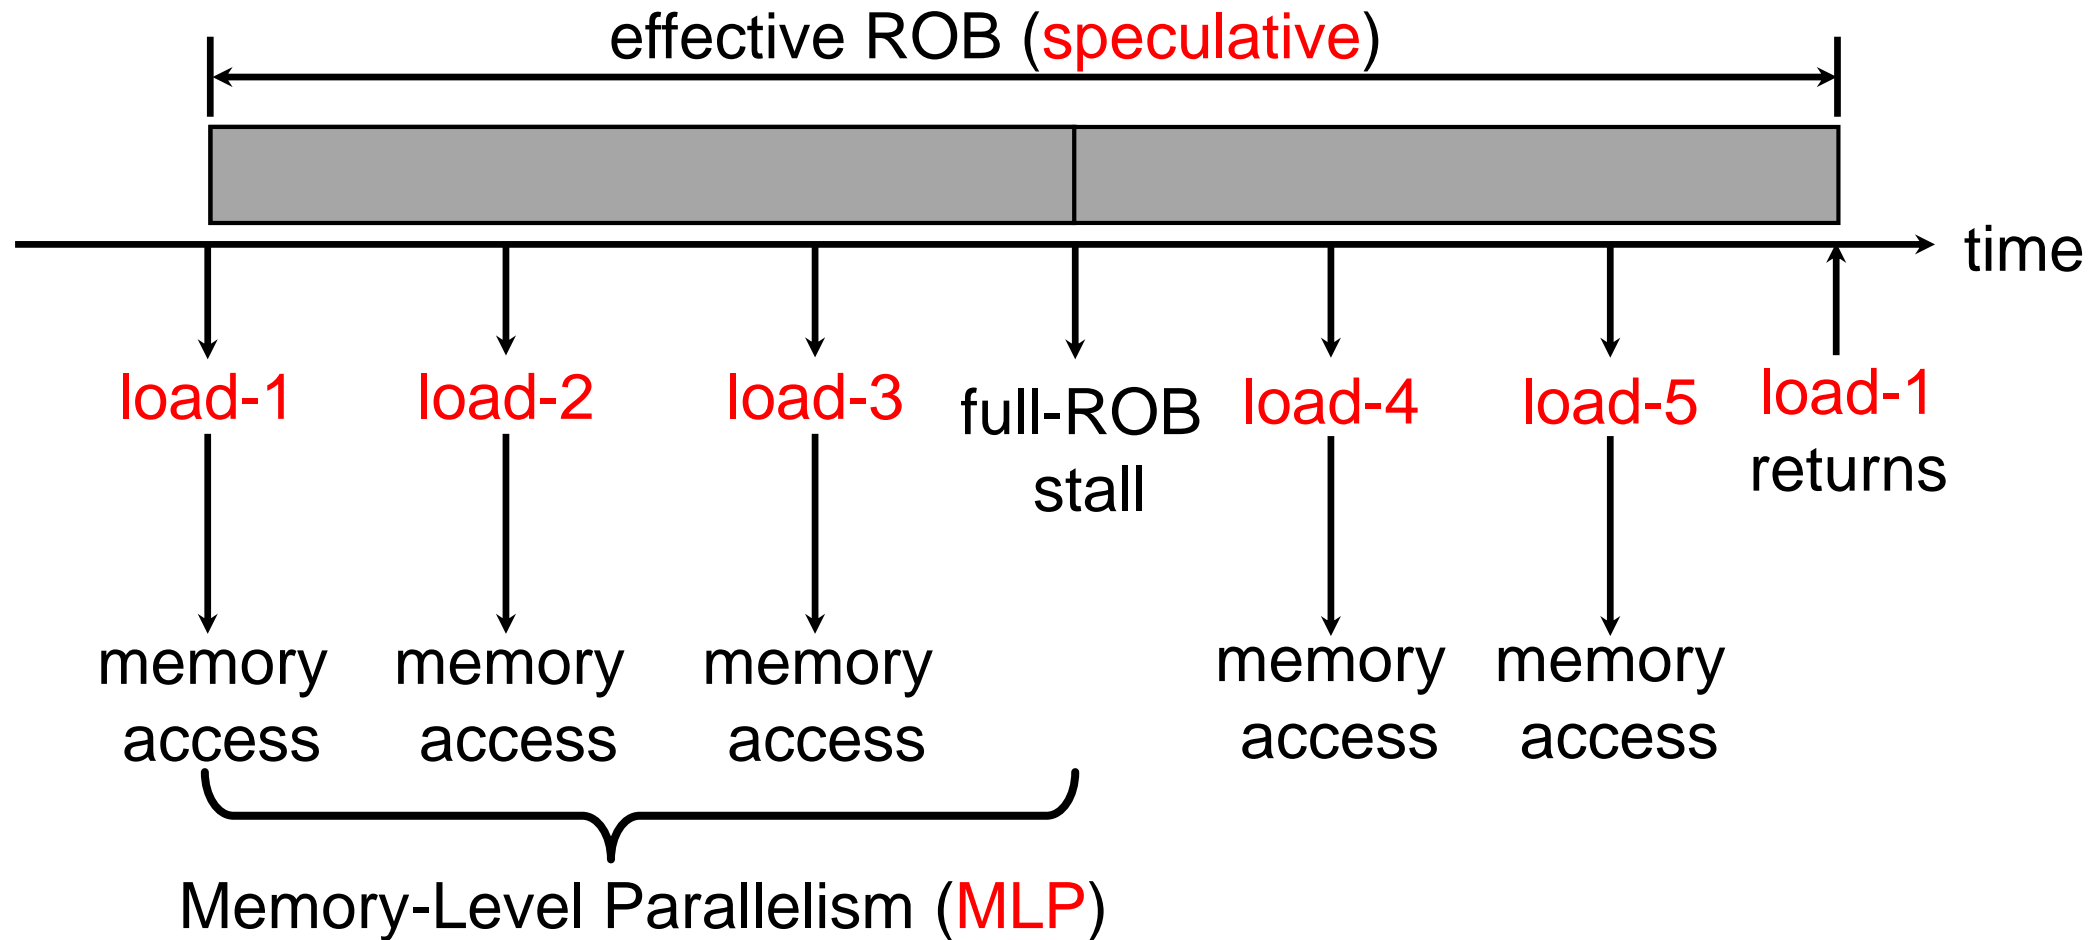 effective ROB (speculative)
time
load-1
load-2
load-3
full-ROB
stall
load-4
load-5
load-1
returns
memory
access
memory
access
memory
access
memory
access
memory
access
Memory-Level Parallelism (MLP)